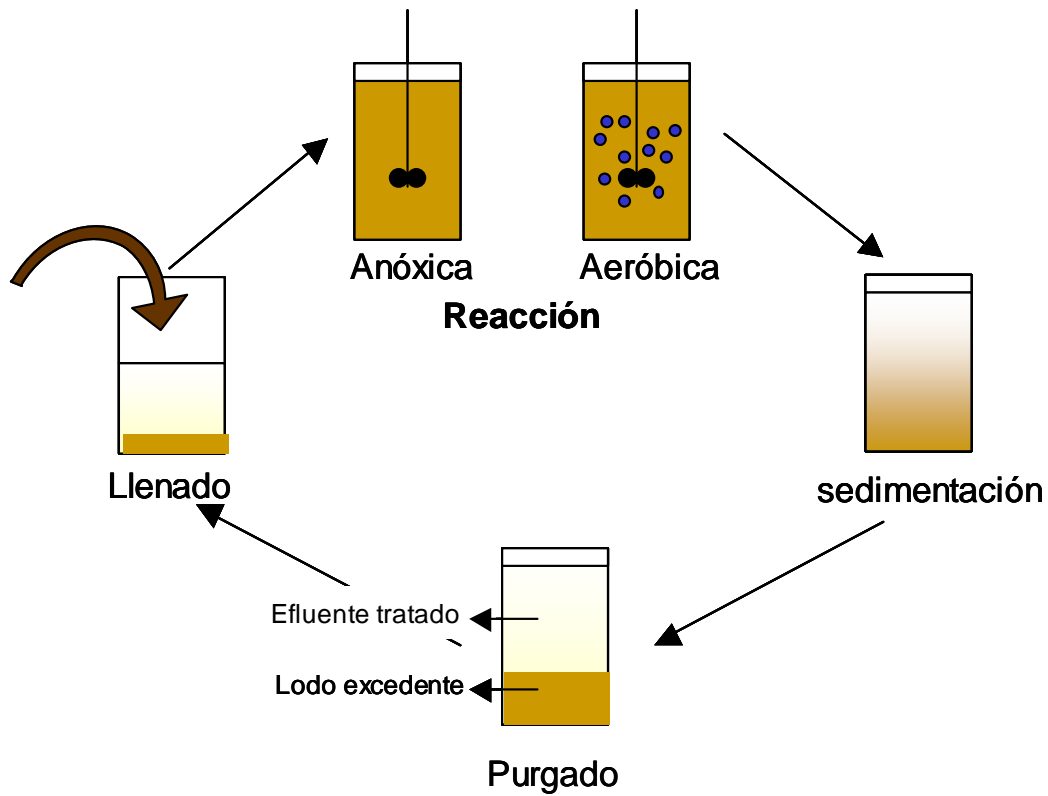 Anóxica
Aeróbica
Reacción
Llenado
sedimentación
Efluente tratado
Lodo excedente
Purgado